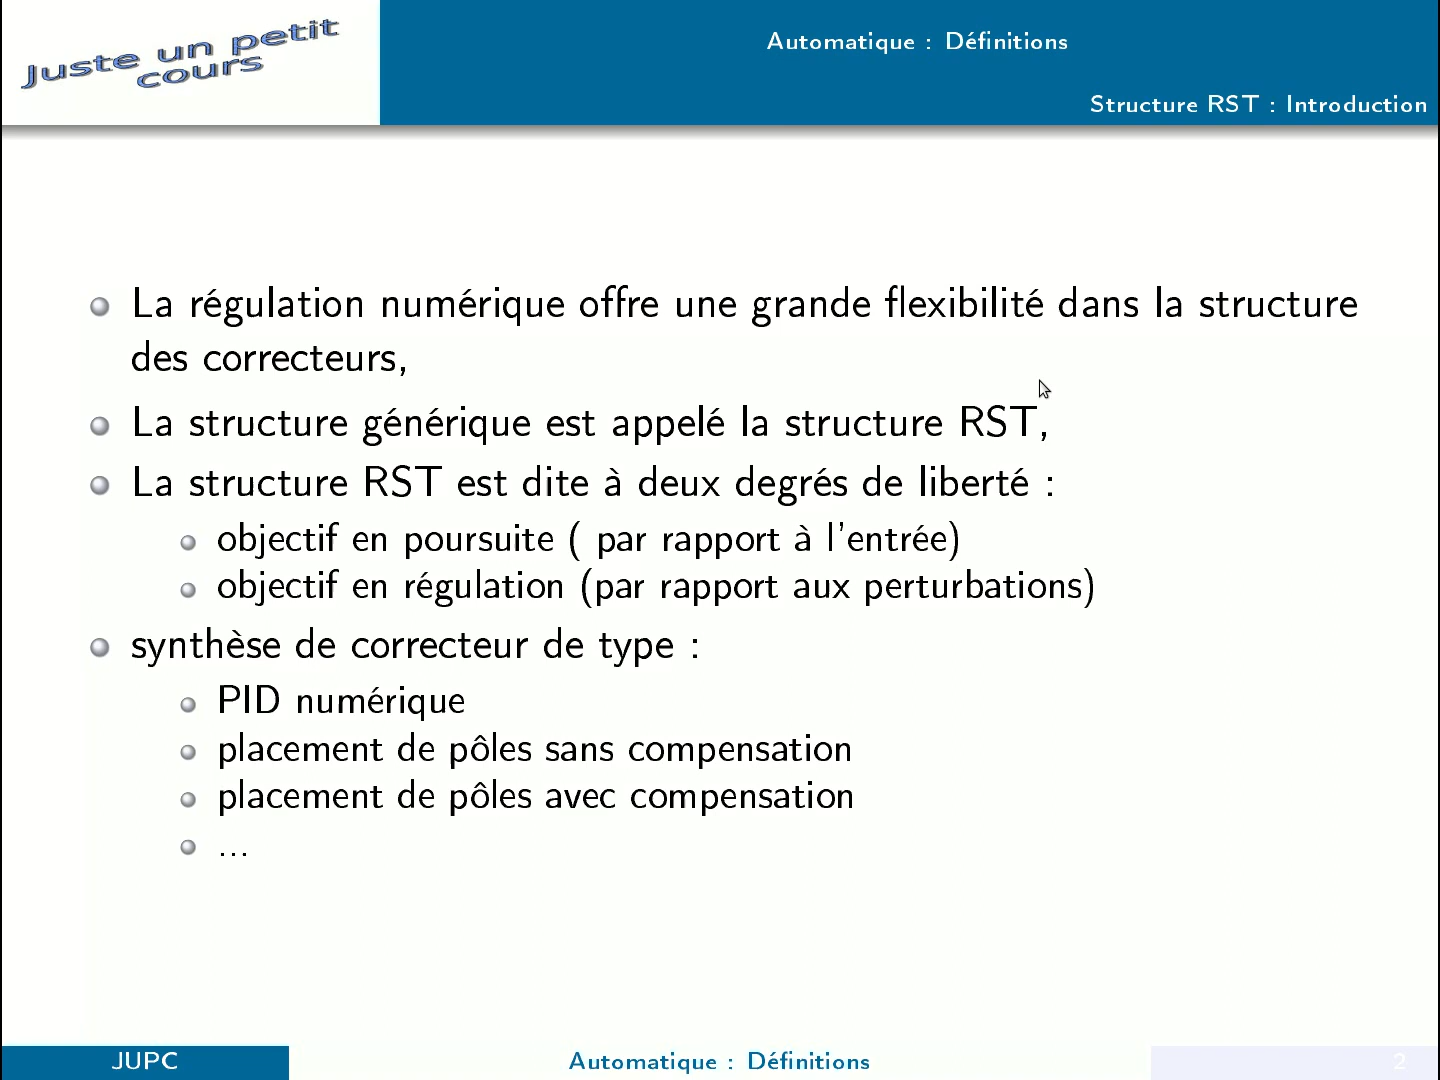 Juste un petit
cours
Automatique : Définitions
Structure RST : Introduction
La régulation numérique offre une grande flexibilité dans la structure
des correcteurs,
La structure générique est appelé la structure RST,
La structure RST est dite à deux degrés de liberté :
objectif en poursuite ( par rapport à l'entrée)
objectif en régulation (par rapport aux perturbations)
synthèse de correcteur de type :
PID numérique
placement de pôles sans compensation
placement de pôles avec compensation
...
JUPC
Automatique : Définitions
2